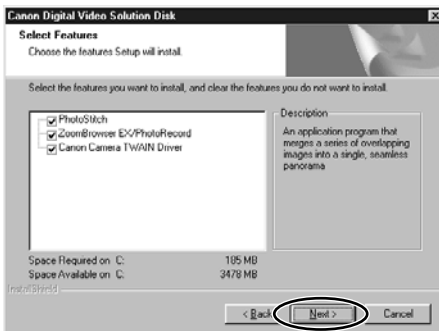 Canon Digital Video Solution Disk
Select Features
Choose the features Setup will install.
Select the features you want to install, and clear the features you do not want to install.
PhotoStitch
ZoomBrowser EX/PhotoRecord
Canon Camera TWAIN Driver
Description
An application program that
merges a series of overlapping
images into a single, seamless
panorama
Space Required on C: 185 MB
Space Available on C: 3478 MB
InstallShield
< Back
Next >
Cancel